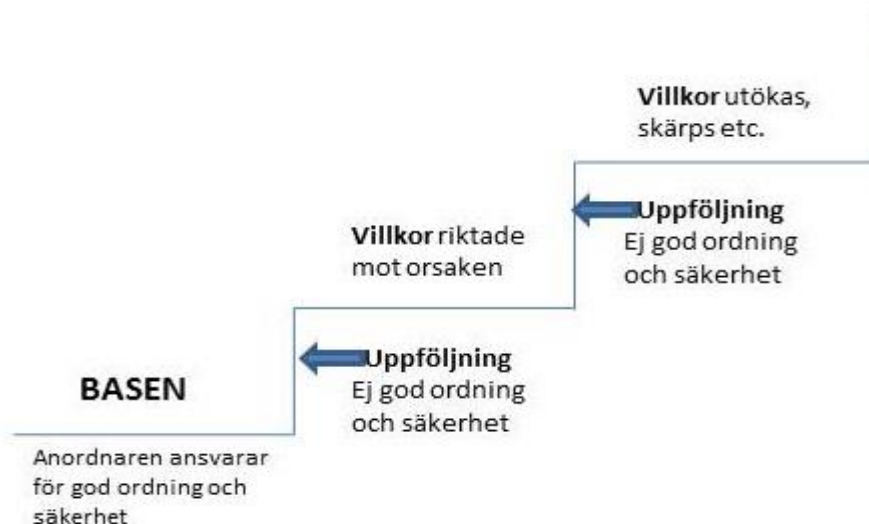 BASEN
Anordnaren ansvarar
för god ordning och
säkerhet
Villkor riktade
mot orsaken
Uppföljning
Ej god ordning
och säkerhet
Villkor utökas,
skärps etc.
Uppföljning
Ej god ordning
och säkerhet